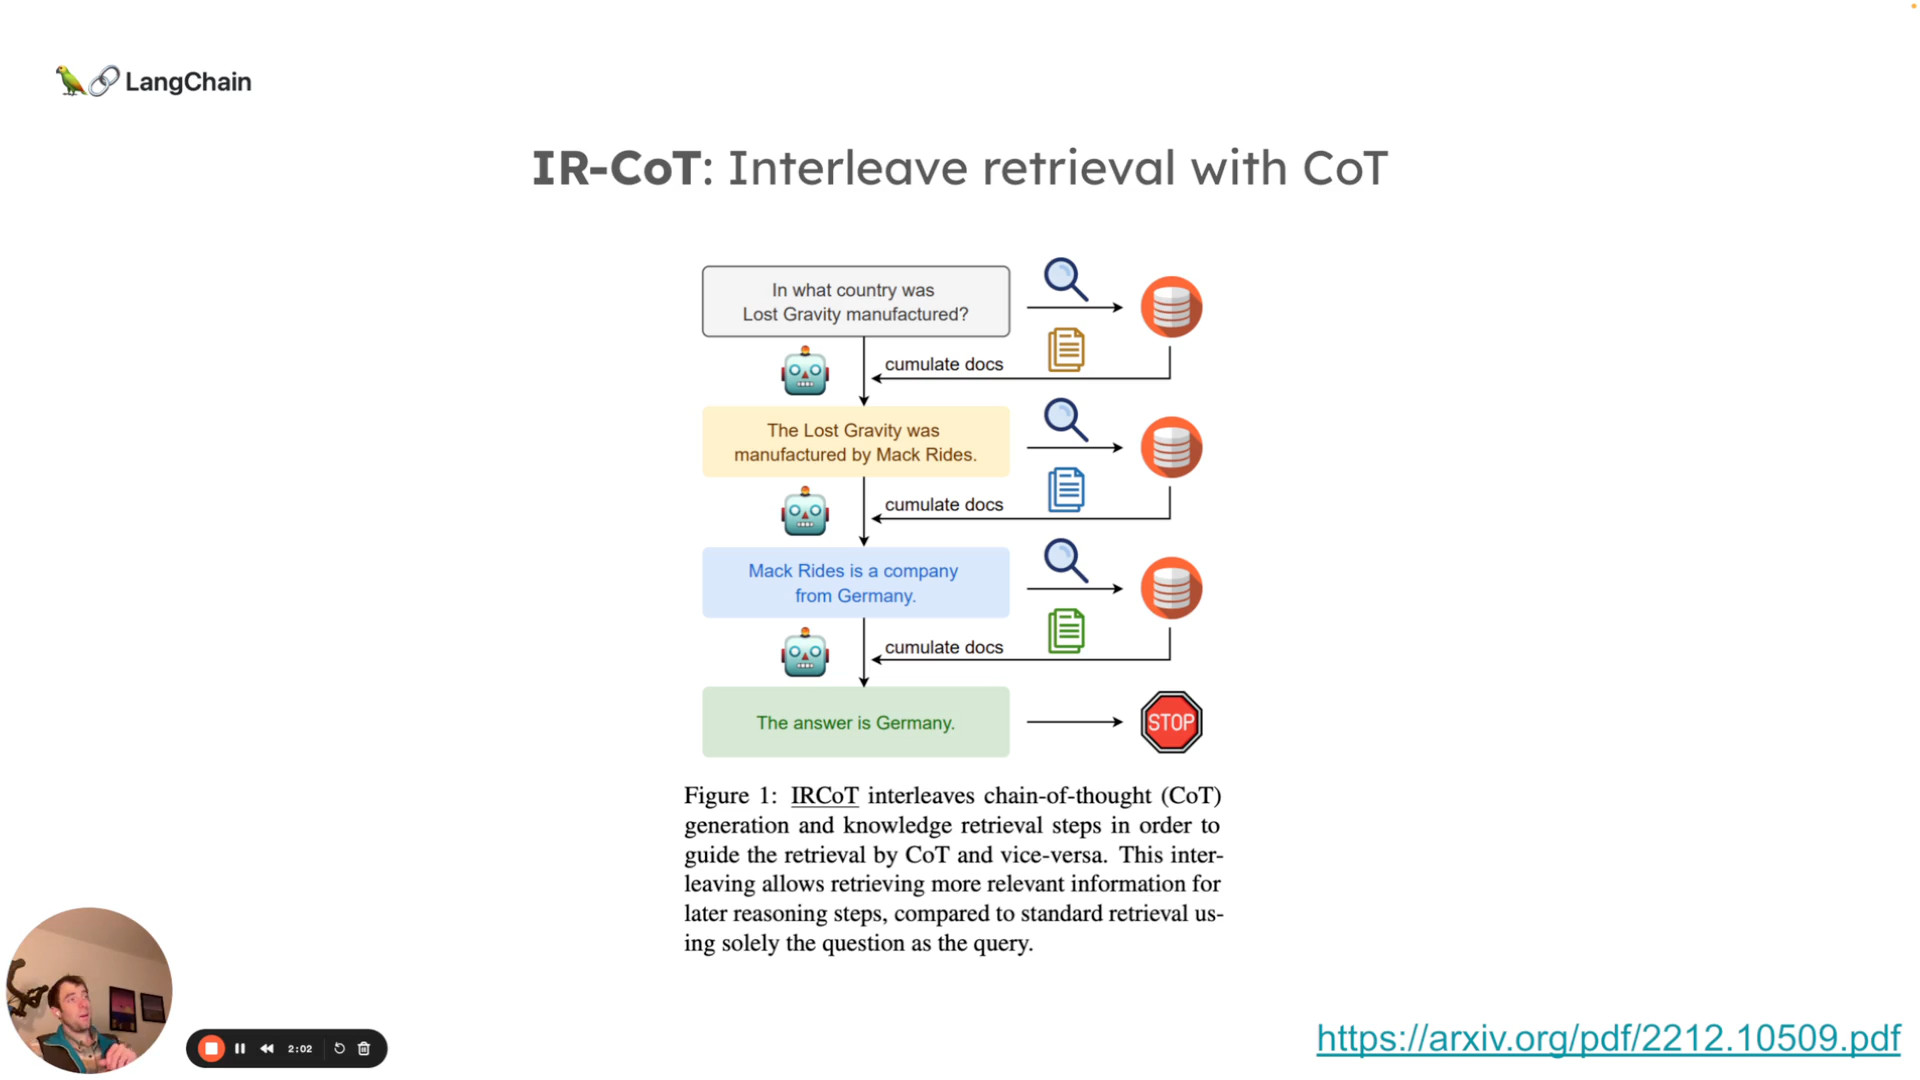 LangChain
IR-CoT: Interleave retrieval with CoT
In what country was
Lost Gravity manufactured?
cumulate docs
The Lost Gravity was
manufactured by Mack Rides.
cumulate docs
Mack Rides is a company
from Germany.
cumulate docs
The answer is Germany.
STOP
Figure 1: IRCoT interleaves chain-of-thought (CoT)
generation and knowledge retrieval steps in order to
guide the retrieval by CoT and vice-versa. This inter-
leaving allows retrieving more relevant information for
later reasoning steps, compared to standard retrieval us-
ing solely the question as the query.
2:02
https://arxiv.org/pdf/2212.10509.pdf